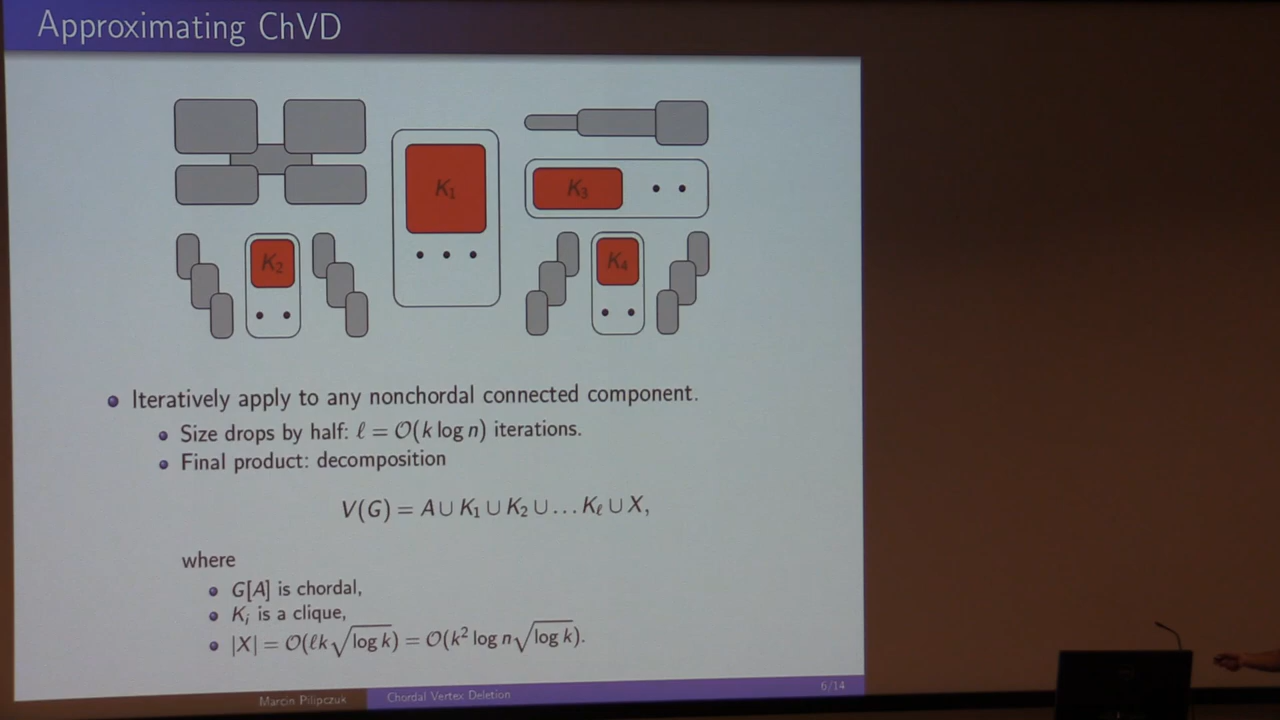 Approximating ChVD
K₁
K₃
K₂
K₄
Iteratively apply to any nonchordal connected component.
Size drops by half: ℓ = 𝒪(k log n) iterations.
Final product: decomposition
V(G) = A ∪ K₁ ∪ K₂ ∪ … K_ℓ ∪ X,
where
G[A] is chordal,
K_i is a clique,
|X| = 𝒪(ℓk√log k) = 𝒪(k² log n√log k).
Marcin Pilipczuk
Chordal Vertex Deletion
6/14